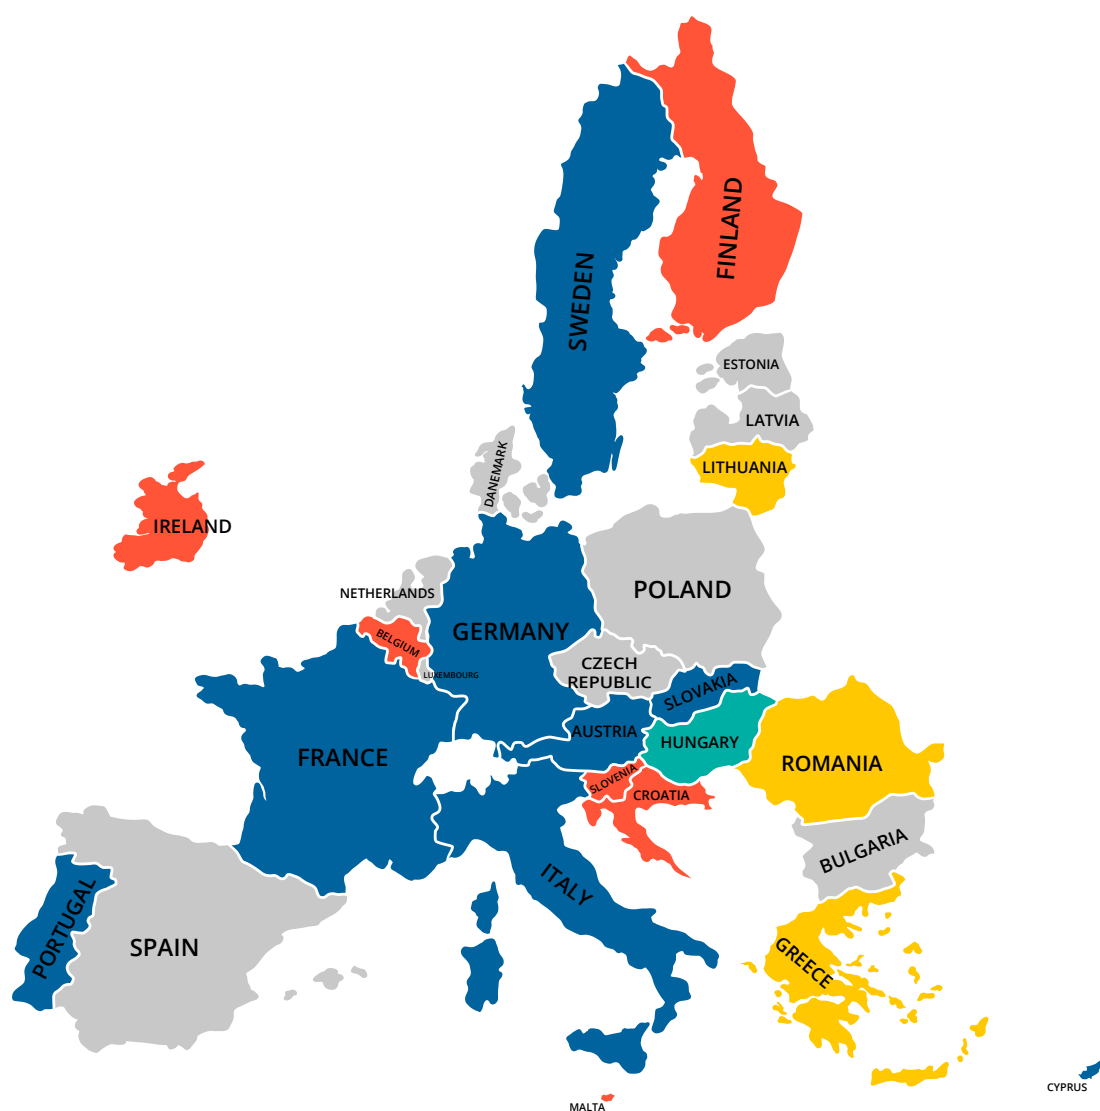 FINLAND
SWEDEN
ESTONIA
LATVIA
LITHUANIA
DANEMARK
IRELAND
NETHERLANDS
POLAND
GERMANY
BELGIUM
LUXEMBOURG
CZECH
REPUBLIC
SLOVAKIA
AUSTRIA
HUNGARY
FRANCE
ROMANIA
SLOVENIA
CROATIA
BULGARIA
ITALY
PORTUGAL
SPAIN
GREECE
CYPRUS
MALTA